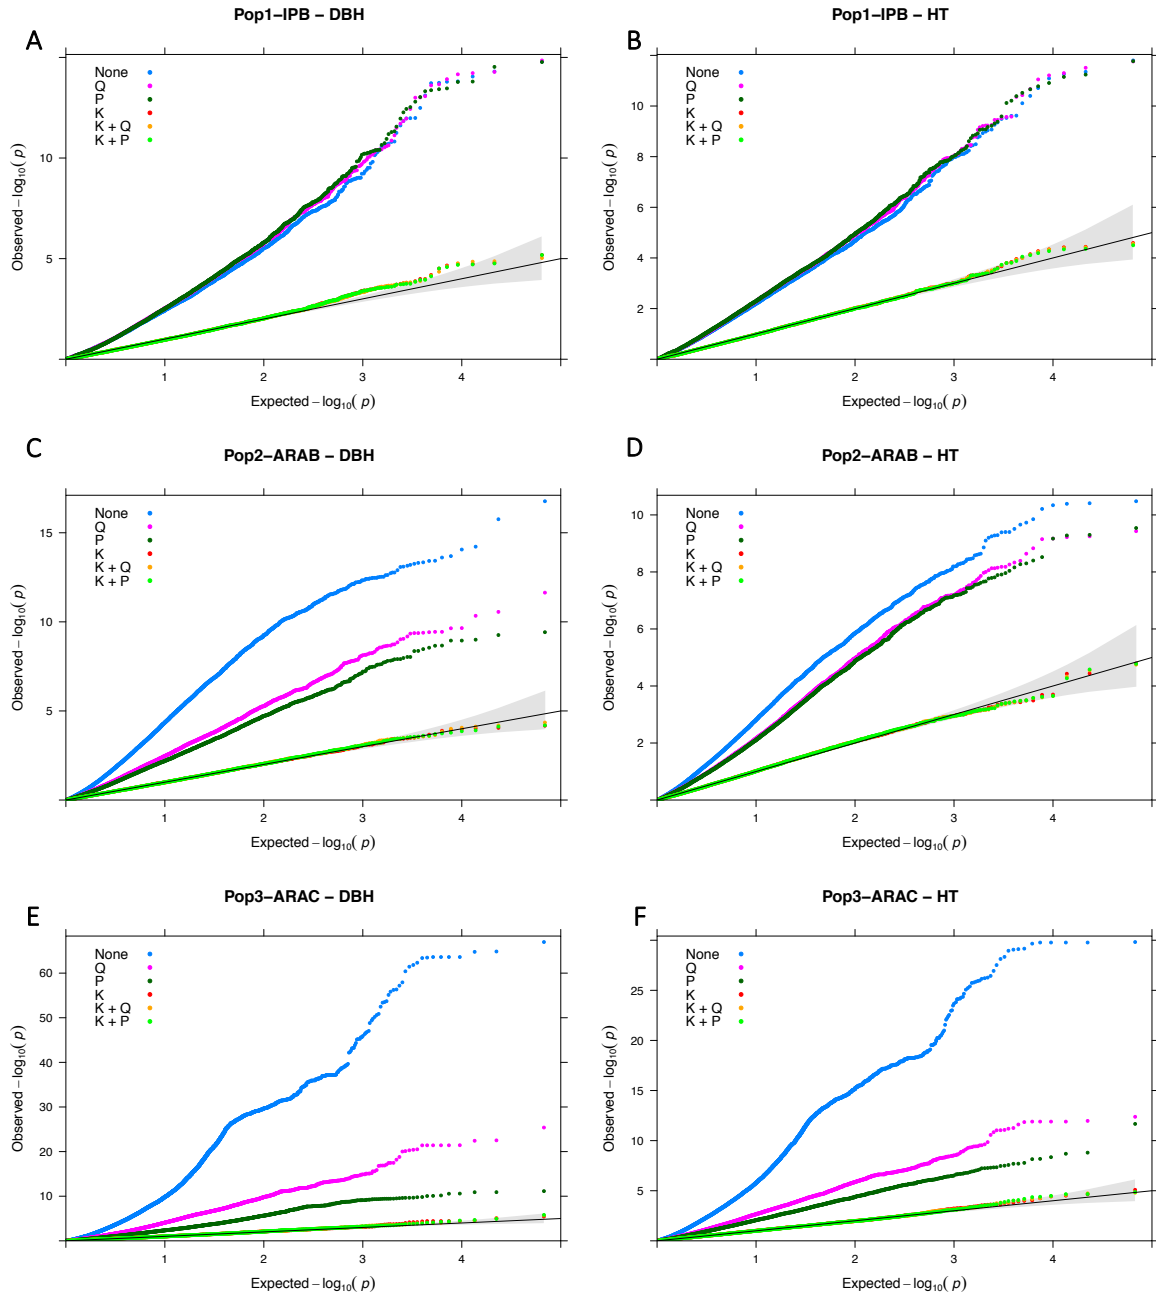 Pop1−IPB − DBH
A
None
Q
P
K
K + Q
K + P
10
5
1
2
3
4
Observed − log10( p)
Expected − log10( p)
Pop1−IPB − HT
B
None
Q
P
K
K + Q
K + P
10
8
6
4
2
1
2
3
4
Observed − log10( p)
Expected − log10( p)
Pop2−ARAB − DBH
C
None
Q
P
K
K + Q
K + P
15
10
5
1
2
3
4
Observed − log10( p)
Expected − log10( p)
Pop2−ARAB − HT
D
None
Q
P
K
K + Q
K + P
10
8
6
4
2
1
2
3
4
Observed − log10( p)
Expected − log10( p)
Pop3−ARAC − DBH
E
None
Q
P
K
K + Q
K + P
60
50
40
30
20
10
1
2
3
4
Observed − log10( p)
Expected − log10( p)
Pop3−ARAC − HT
F
None
Q
P
K
K + Q
K + P
25
20
15
10
5
1
2
3
4
Observed − log10( p)
Expected − log10( p)